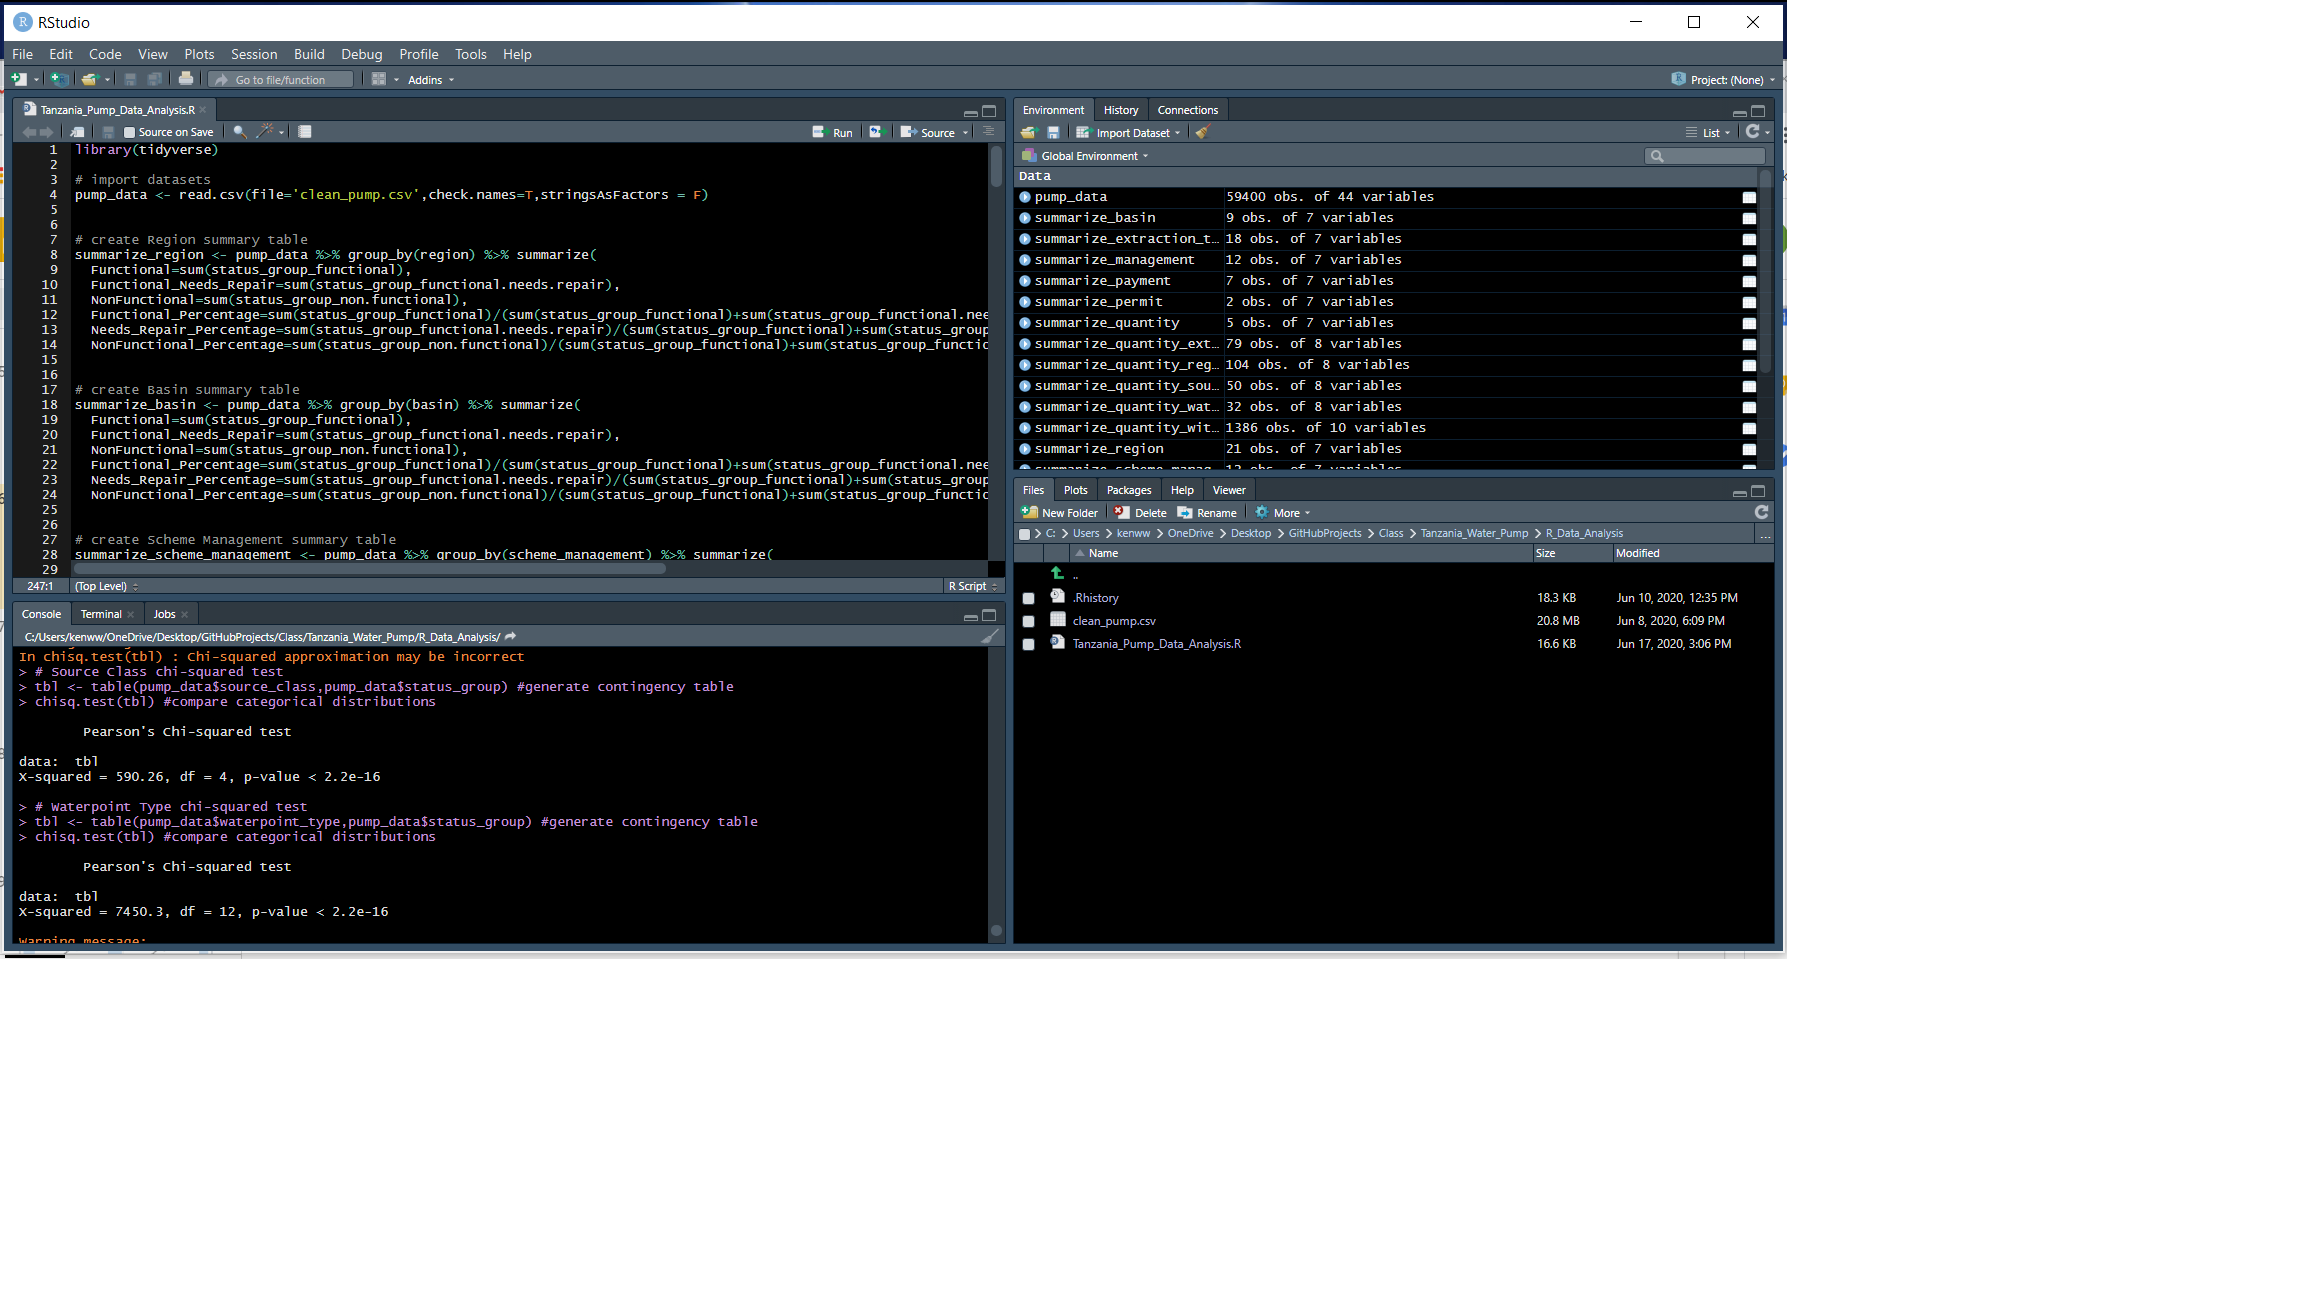 RStudio
File Edit Code View Plots Session Build Debug Profile Tools Help
Go to file/function Addins Project: (None)
Tanzania_Pump_Data_Analysis.R
Source on Save Run Source
1 library(tidyverse)
2
3 # import datasets
4 pump_data <- read.csv(file='clean_pump.csv',check.names=T,stringsAsFactors = F)
5
6
7 # create Region summary table
8 summarize_region <- pump_data %>% group_by(region) %>% summarize(
9 Functional=sum(status_group_functional),
10 Functional_Needs_Repair=sum(status_group_functional.needs.repair),
11 NonFunctional=sum(status_group_non.functional),
12 Functional_Percentage=sum(status_group_functional)/(sum(status_group_functional)+sum(status_group_functional.nee
13 Needs_Repair_Percentage=sum(status_group_functional.needs.repair)/(sum(status_group_functional)+sum(status_group
14 NonFunctional_Percentage=sum(status_group_non.functional)/(sum(status_group_functional)+sum(status_group_functic
15
16
17 # create Basin summary table
18 summarize_basin <- pump_data %>% group_by(basin) %>% summarize(
19 Functional=sum(status_group_functional),
20 Functional_Needs_Repair=sum(status_group_functional.needs.repair),
21 NonFunctional=sum(status_group_non.functional),
22 Functional_Percentage=sum(status_group_functional)/(sum(status_group_functional)+sum(status_group_functional.nee
23 Needs_Repair_Percentage=sum(status_group_functional.needs.repair)/(sum(status_group_functional)+sum(status_group
24 NonFunctional_Percentage=sum(status_group_non.functional)/(sum(status_group_functional)+sum(status_group_functic
25
26
27 # create Scheme Management summary table
28 summarize_scheme_management <- pump_data %>% group_by(scheme_management) %>% summarize(
29
247:1 (Top Level) R Script
Console Terminal Jobs
C:/Users/kenww/OneDrive/Desktop/GitHubProjects/Class/Tanzania_Water_Pump/R_Data_Analysis/
In chisq.test(tbl) : Chi-squared approximation may be incorrect
> # Source Class chi-squared test
> tbl <- table(pump_data$source_class,pump_data$status_group) #generate contingency table
> chisq.test(tbl) #compare categorical distributions
Pearson's Chi-squared test
data: tbl
X-squared = 590.26, df = 4, p-value < 2.2e-16
> # Waterpoint Type chi-squared test
> tbl <- table(pump_data$waterpoint_type,pump_data$status_group) #generate contingency table
> chisq.test(tbl) #compare categorical distributions
Pearson's Chi-squared test
data: tbl
X-squared = 7450.3, df = 12, p-value < 2.2e-16
Warning message:
Environment History Connections
Import Dataset List
Global Environment
Data
pump_data 59400 obs. of 44 variables
summarize_basin 9 obs. of 7 variables
summarize_extraction_t… 18 obs. of 7 variables
summarize_management 12 obs. of 7 variables
summarize_payment 7 obs. of 7 variables
summarize_permit 2 obs. of 7 variables
summarize_quantity 5 obs. of 7 variables
summarize_quantity_ext… 79 obs. of 8 variables
summarize_quantity_reg… 104 obs. of 8 variables
summarize_quantity_sou… 50 obs. of 8 variables
summarize_quantity_wat… 32 obs. of 8 variables
summarize_quantity_wit… 1386 obs. of 10 variables
summarize_region 21 obs. of 7 variables
Files Plots Packages Help Viewer
New Folder Delete Rename More
C: > Users > kenww > OneDrive > Desktop > GitHubProjects > Class > Tanzania_Water_Pump > R_Data_Analysis ...
Name Size Modified
..
.Rhistory 18.3 KB Jun 10, 2020, 12:35 PM
clean_pump.csv 20.8 MB Jun 8, 2020, 6:09 PM
Tanzania_Pump_Data_Analysis.R 16.6 KB Jun 17, 2020, 3:06 PM